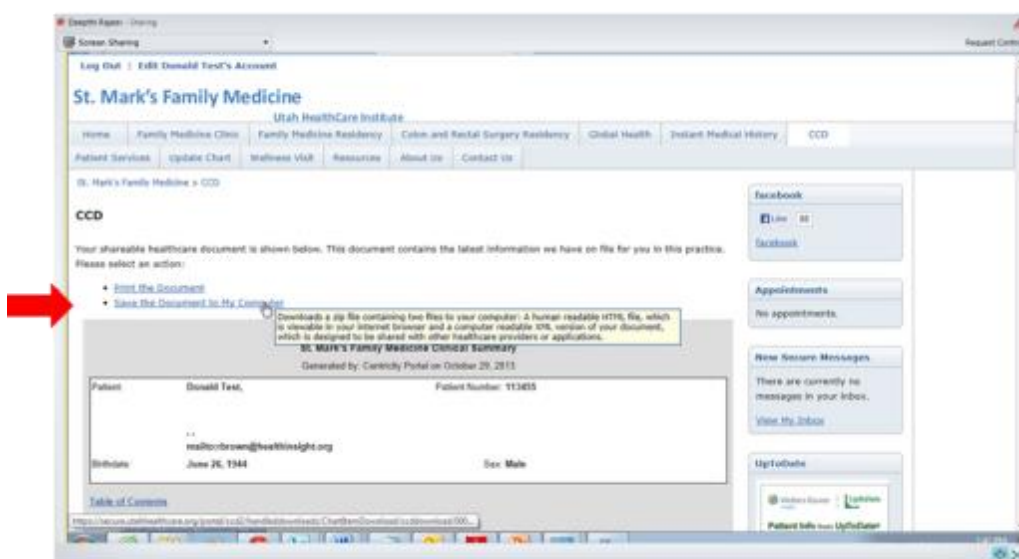 Deepthi Rajan - Sharing
Screen Sharing
Request Contr
Log Out | Edit Donald Test's Account
St. Mark's Family Medicine
Utah HealthCare Institute
Home Family Medicine Clinic Family Medicine Residency Colon and Rectal Surgery Residency Global Health Instant Medical History CCD
Patient Services Update Chart Wellness Visit Resources About Us Contact Us
St. Mark's Family Medicine > CCD
CCD
Your shareable healthcare document is shown below. This document contains the latest information we have on file for you in this practice.
Please select an action:
Print the Document
Save the Document to My Computer
Downloads a zip file containing two files to your computer: A human readable HTML file, which
is viewable in your internet browser and a computer readable XML version of your document,
which is designed to be shared with other healthcare providers or applications.
St. Mark's Family Medicine Clinical Summary
Generated by: Centricity Portal on October 29, 2013
Patient Donald Test, Patient Number: 113455
, ,
mailto:rbrown@healthinsight.org
Birthdate June 26, 1944 Sex: Male
Table of Contents
facebook
Like
facebook
Appointments
No appointments.
New Secure Messages
There are currently no
messages in your inbox.
View My Inbox
UpToDate
Wolters Kluwer UpToDate
Patient Info from UpToDate